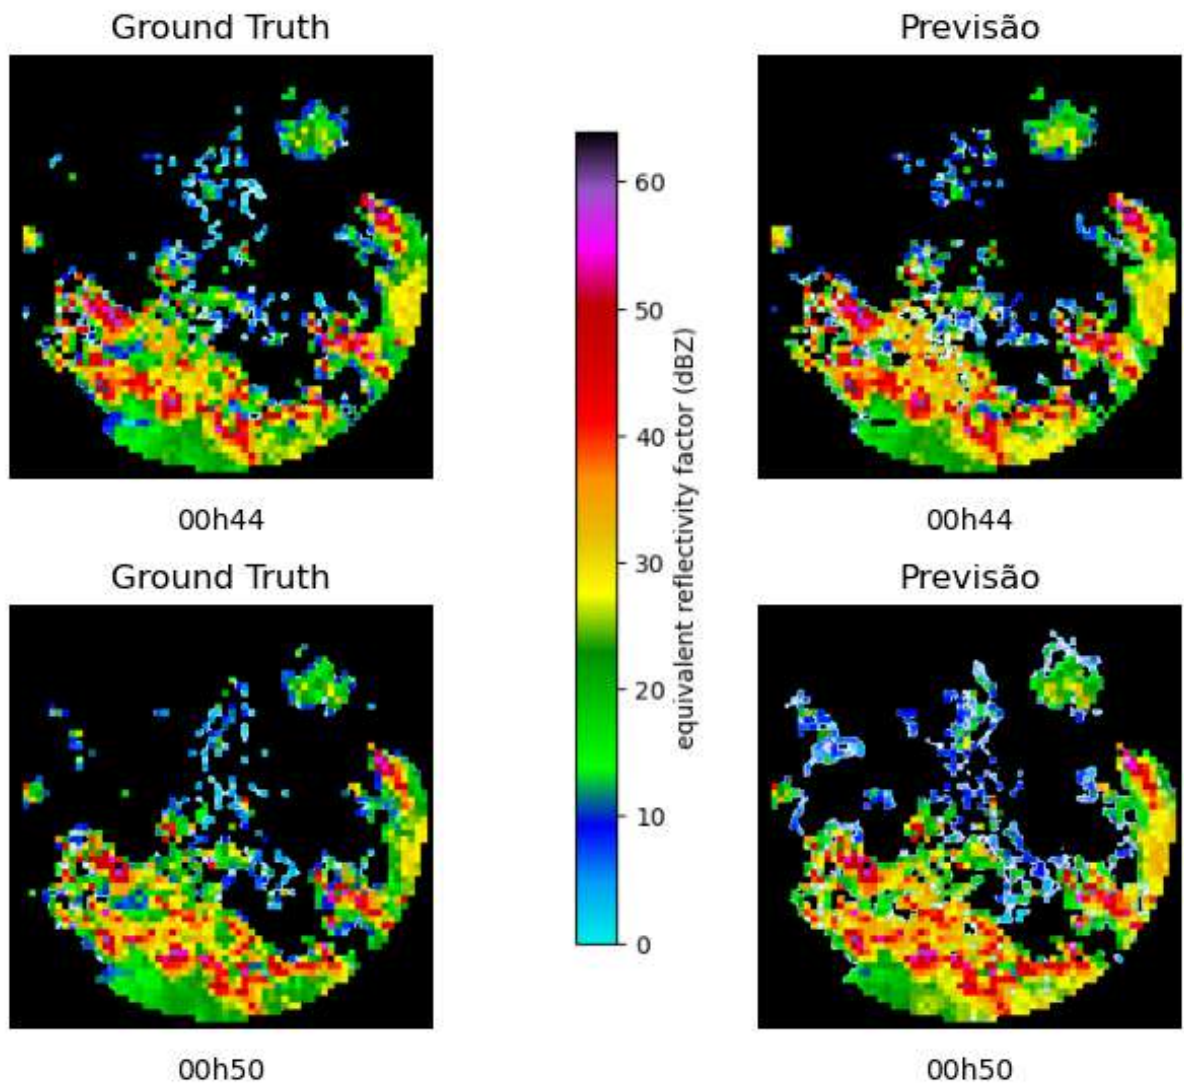 Ground Truth
Previsão
60
50
40
30
20
10
0
equivalent reflectivity factor (dBZ)
00h44
00h44
Ground Truth
Previsão
00h50
00h50